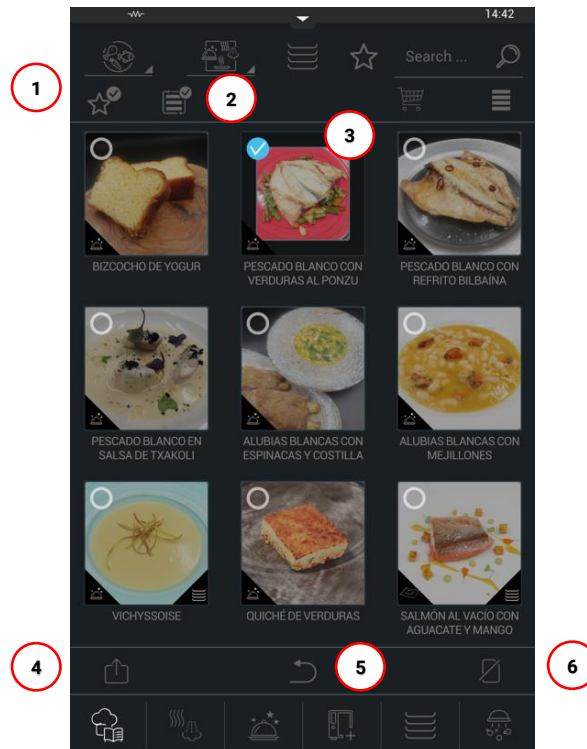 14:42
Search ...
1
2
3
BIZCOCHO DE YOGUR
PESCADO BLANCO CON
VERDURAS AL PONZU
PESCADO BLANCO CON
REFRITO BILBAÍNA
PESCADO BLANCO EN
SALSA DE TXAKOLI
ALUBIAS BLANCAS CON
ESPINACAS Y COSTILLA
ALUBIAS BLANCAS CON
MEJILLONES
VICHYSSOISE
QUICHÉ DE VERDURAS
SALMÓN AL VACÍO CON
AGUACATE Y MANGO
4
5
6